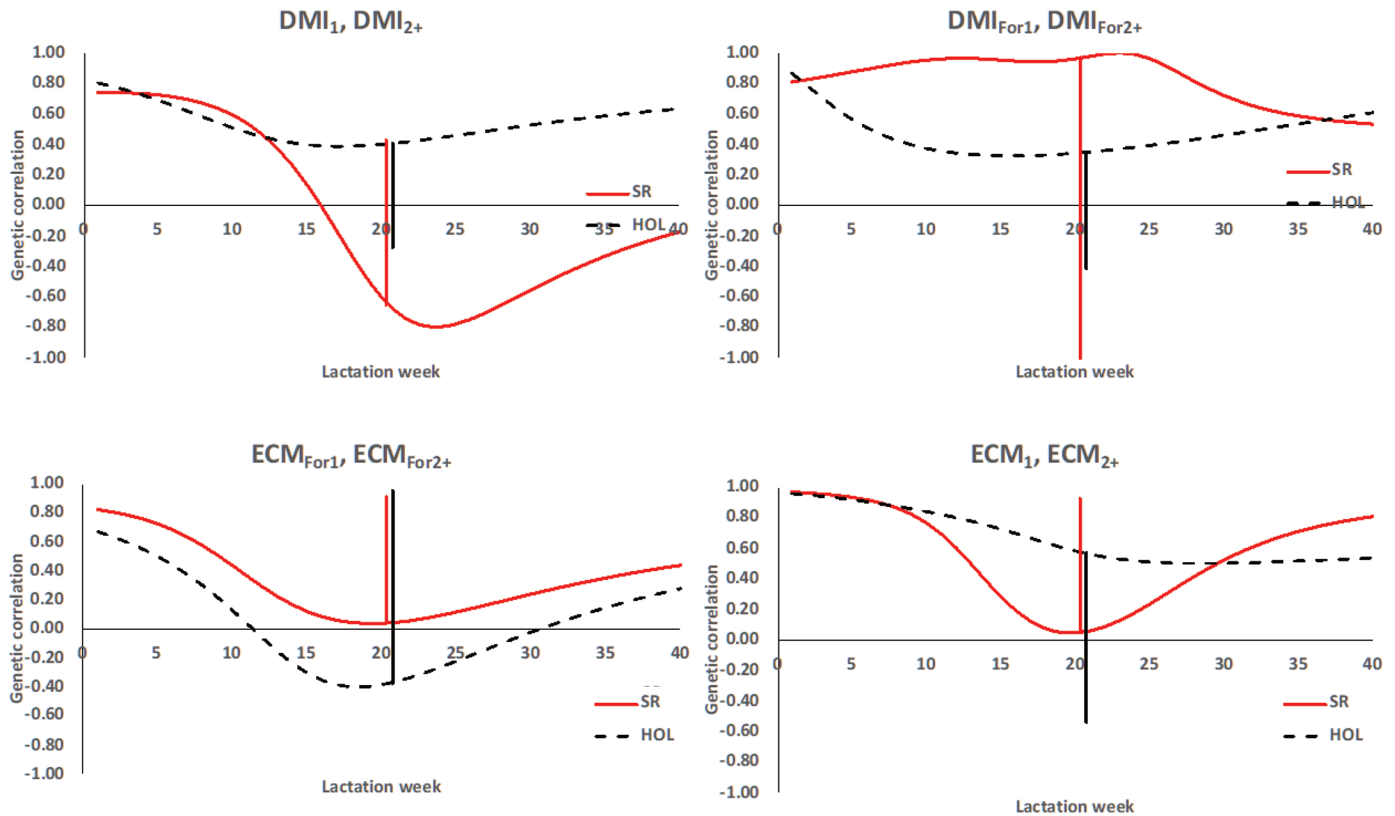 DMI1, DMI2+
1.00
0.80
0.60
0.40
0.20
0.00
-0.20
-0.40
-0.60
-0.80
-1.00
Genetic correlation
0 5 10 15 20 25 30 35 40
SR
HOL
Lactation week
DMIFor1, DMIFor2+
1.00
0.80
0.60
0.40
0.20
0.00
-0.20
-0.40
-0.60
-0.80
-1.00
Genetic correlation
0 5 10 15 20 25 30 35 40
SR
HOL
Lactation week
ECMFor1, ECMFor2+
1.00
0.80
0.60
0.40
0.20
0.00
-0.20
-0.40
-0.60
-0.80
-1.00
Genetic correlation
0 5 10 15 20 25 30 35 40
SR
HOL
Lactation week
ECM1, ECM2+
1.00
0.80
0.60
0.40
0.20
0.00
-0.20
-0.40
-0.60
-0.80
-1.00
Genetic correlation
0 5 10 15 20 25 30 35 40
SR
HOL
Lactation week